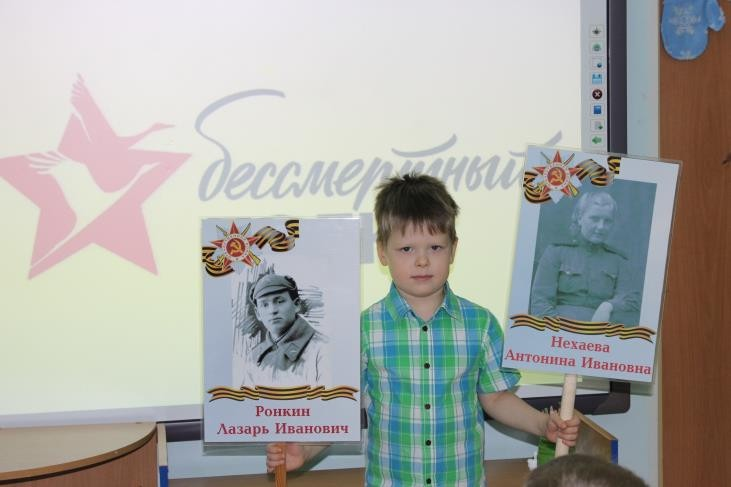 бессмертный
Ронкин
Лазарь Иванович
Нехаева
Антонина Ивановна